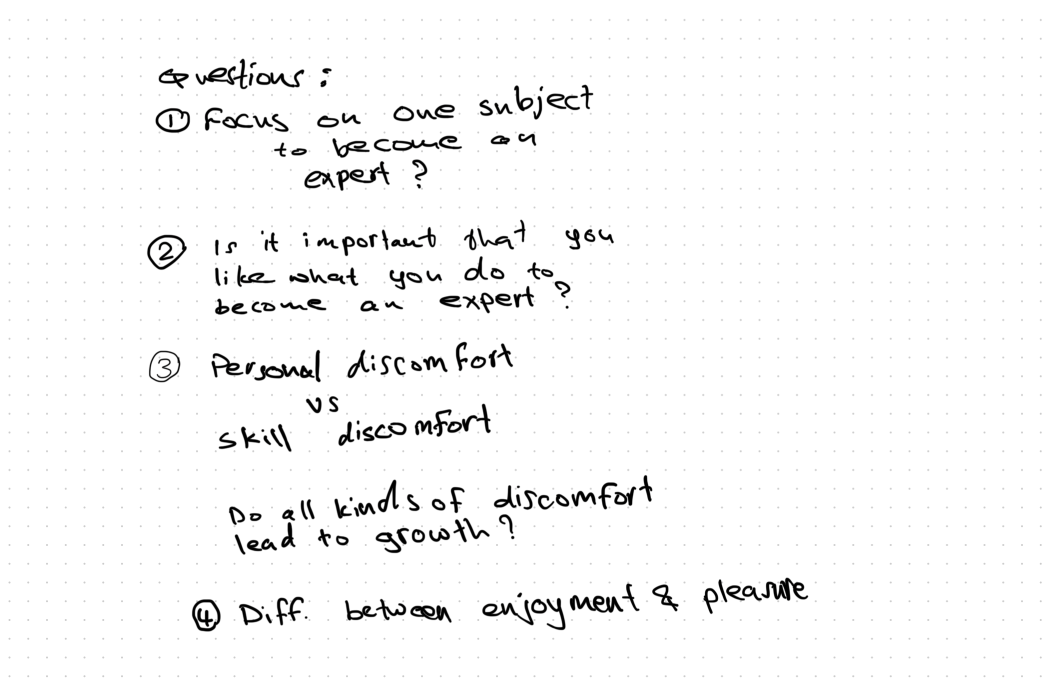 Questions:
① Focus on one subject
to become an
expert?
② Is it important that you
like what you do to
become an expert?
③ Personal discomfort
vs
skill discomfort
Do all kinds of discomfort
lead to growth?
④ Diff. between enjoyment & pleasure